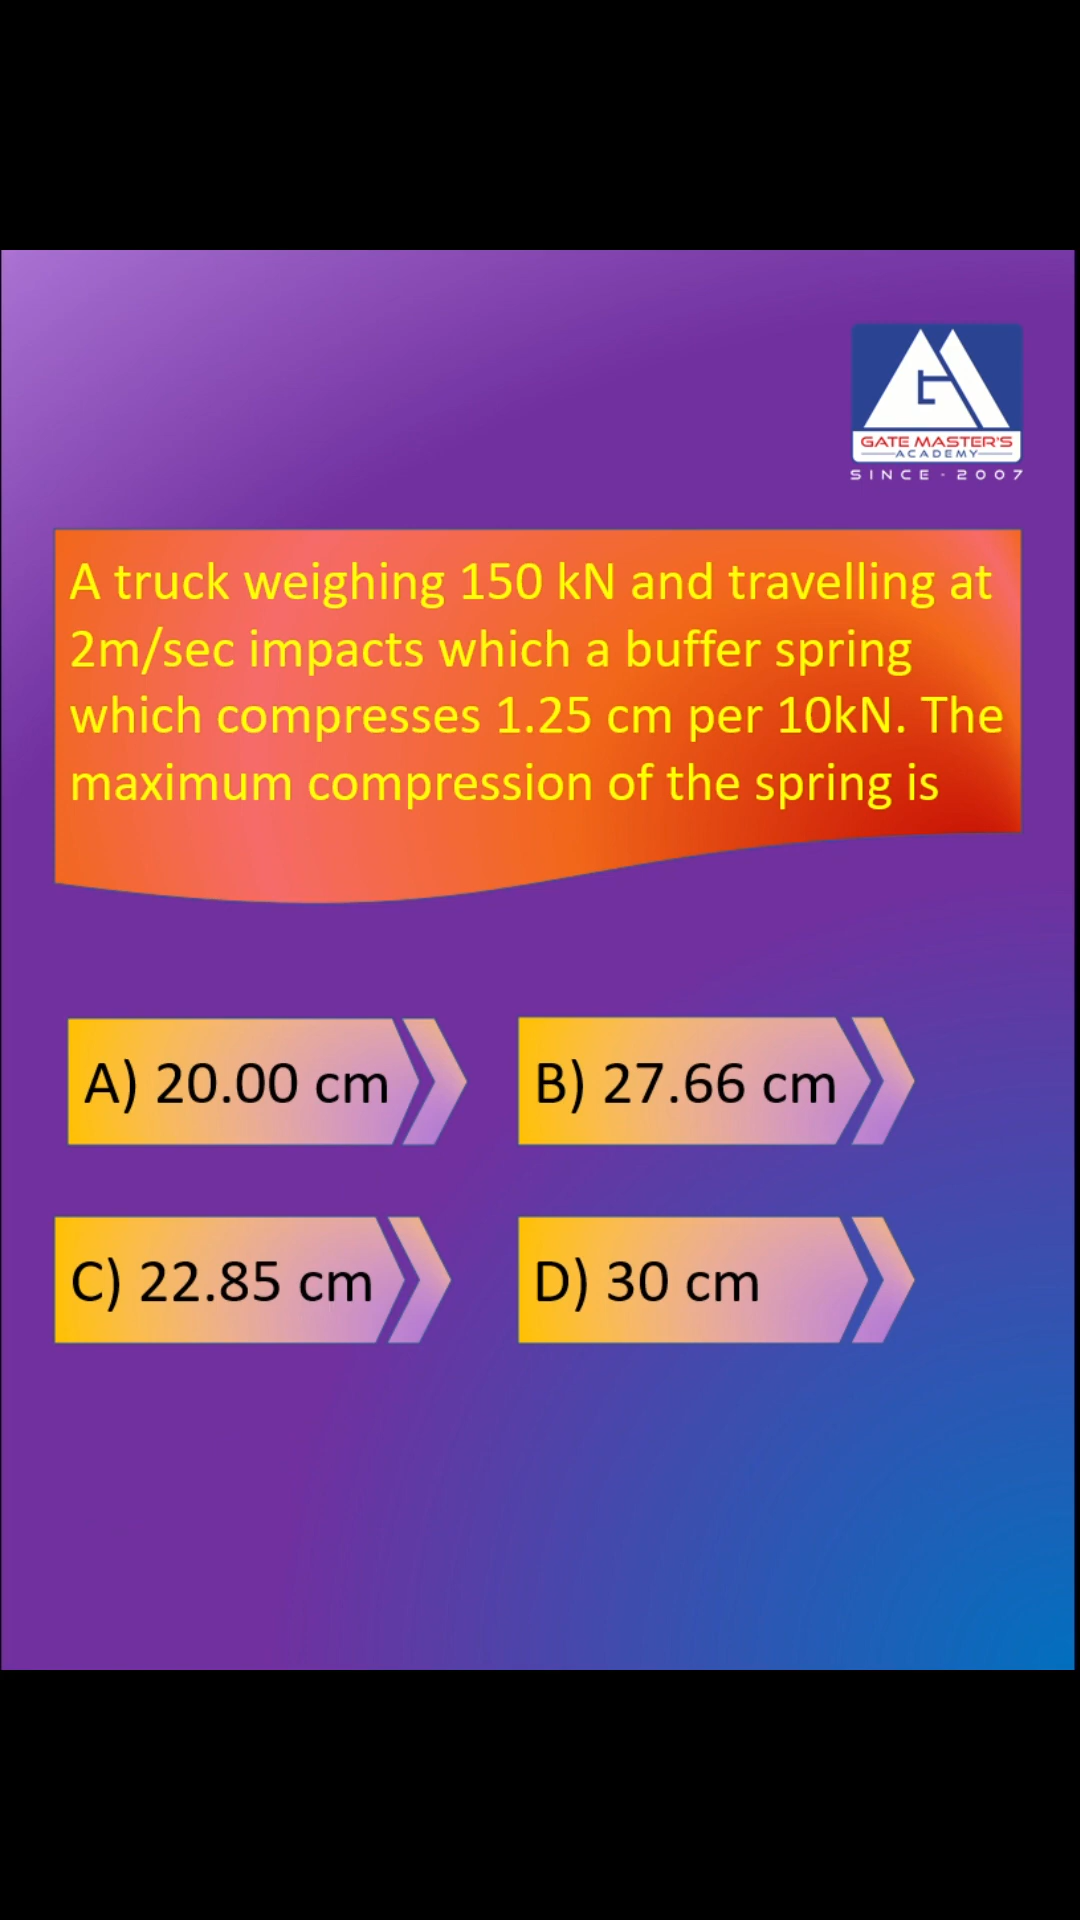 GATE MASTER'S
ACADEMY
SINCE - 2007
A truck weighing 150 kN and travelling at
2m/sec impacts which a buffer spring
which compresses 1.25 cm per 10kN. The
maximum compression of the spring is
A) 20.00 cm
B) 27.66 cm
C) 22.85 cm
D) 30 cm